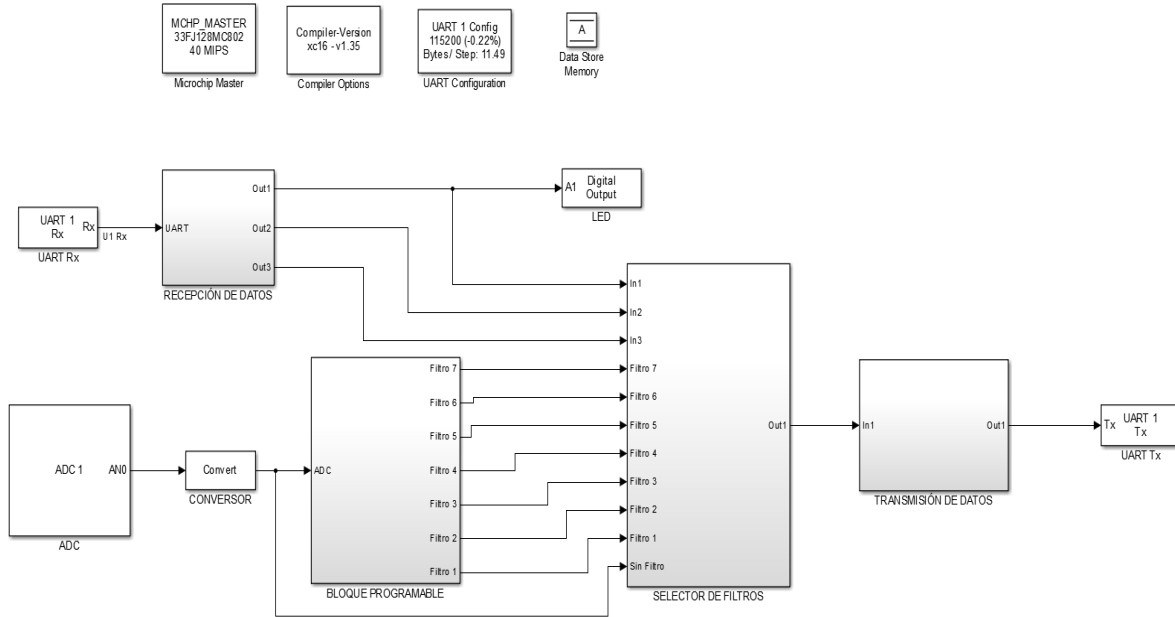 MCHP_MASTER
33FJ128MC802
40 MIPS
Microchip Master
Compiler-Version
xc16 - v1.35
Compiler Options
UART 1 Config
115200 (-0.22%)
Bytes/ Step: 11.49
UART Configuration
A
Data Store
Memory
UART 1
Rx
Rx
UART Rx
U1 Rx
UART
Out1
Out2
Out3
RECEPCIÓN DE DATOS
A1
Digital
Output
LED
ADC 1
AN0
ADC
Convert
CONVERSOR
ADC
Filtro 7
Filtro 6
Filtro 5
Filtro 4
Filtro 3
Filtro 2
Filtro 1
BLOQUE PROGRAMABLE
In1
In2
In3
Filtro 7
Filtro 6
Filtro 5
Filtro 4
Filtro 3
Filtro 2
Filtro 1
Sin Filtro
Out1
SELECTOR DE FILTROS
In1
Out1
TRANSMISIÓN DE DATOS
Tx
UART 1
Tx
UART Tx